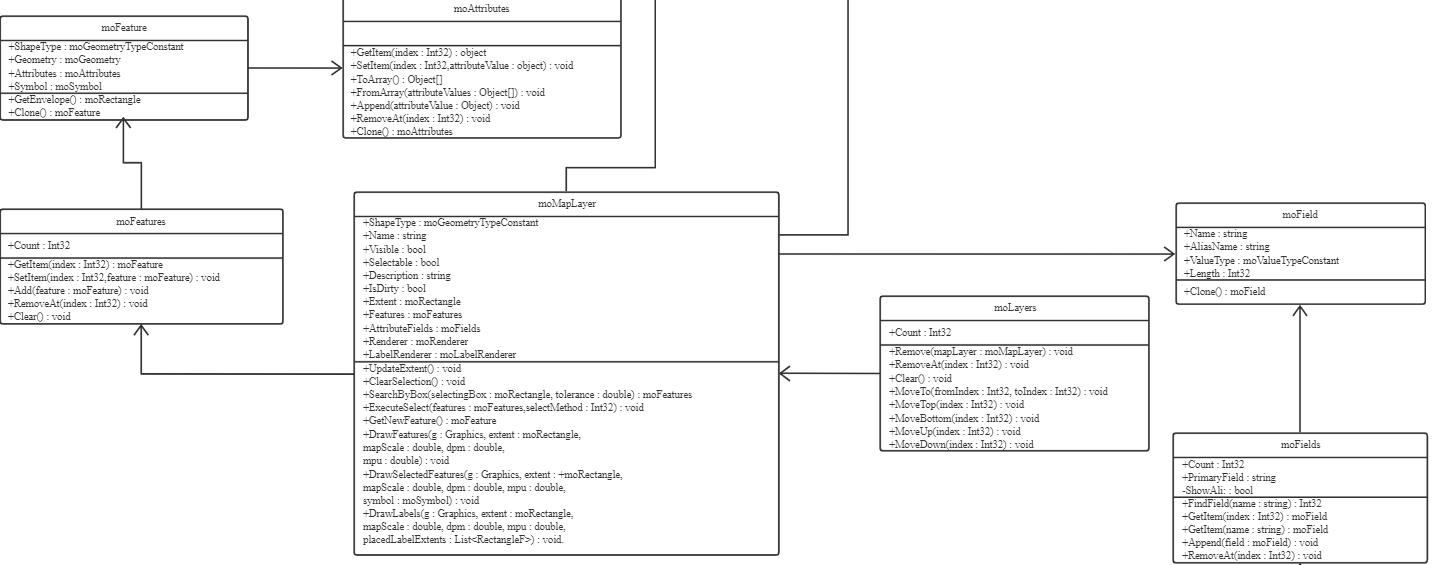 moAttributes
+GetItem(index : Int32) : object
+SetItem(index : Int32,attributeValue : object) : void
+ToArray() : Object[]
+FromArray(attributeValues : Object[]) : void
+Append(attributeValue : Object) : void
+RemoveAt(index : Int32) : void
+Clone() : moAttributes
moFeature
+ShapeType : moGeometryTypeConstant
+Geometry : moGeometry
+Attributes : moAttributes
+Symbol : moSymbol
+GetEnvelope() : moRectangle
+Clone() : moFeature
moFeatures
+Count : Int32
+GetItem(index : Int32) : moFeature
+SetItem(index : Int32,feature : moFeature) : void
+Add(feature : moFeature) : void
+RemoveAt(index : Int32) : void
+Clear() : void
moMapLayer
+ShapeType : moGeometryTypeConstant
+Name : string
+Visible : bool
+Selectable : bool
+Description : string
+IsDirty : bool
+Extent : moRectangle
+Features : moFeatures
+AttributeFields : moFields
+Renderer : moRenderer
+LabelRenderer : moLabelRenderer
+UpdateExtent() : void
+ClearSelection() : void
+SearchByBox(selectingBox : moRectangle, tolerance : double) : moFeatures
+ExecuteSelect(features : moFeatures,selectMethod : Int32) : void
+GetNewFeature() : moFeature
+DrawFeatures(g : Graphics, extent : moRectangle,
mapScale : double, dpm : double,
mpu : double) : void
+DrawSelectedFeatures(g : Graphics, extent : +moRectangle,
mapScale : double, dpm : double, mpu : double,
symbol : moSymbol) : void
+DrawLabels(g : Graphics, extent : moRectangle,
mapScale : double, dpm : double, mpu : double,
placedLabelExtents : List<RectangleF>) : void.
moLayers
+Count : Int32
+Remove(mapLayer : moMapLayer) : void
+RemoveAt(index : Int32) : void
+Clear() : void
+MoveTo(fromIndex : Int32, toIndex : Int32) : void
+MoveTop(index : Int32) : void
+MoveBottom(index : Int32) : void
+MoveUp(index : Int32) : void
+MoveDown(index : Int32) : void
moField
+Name : string
+AliasName : string
+ValueType : moValueTypeConstant
+Length : Int32
+Clone() : moField
moFields
+Count : Int32
+PrimaryField : string
-ShowAli: : bool
+FindField(name : string) : Int32
+GetItem(index : Int32) : moField
+GetItem(name : string) : moField
+Append(field : moField) : void
+RemoveAt(index : Int32) : void